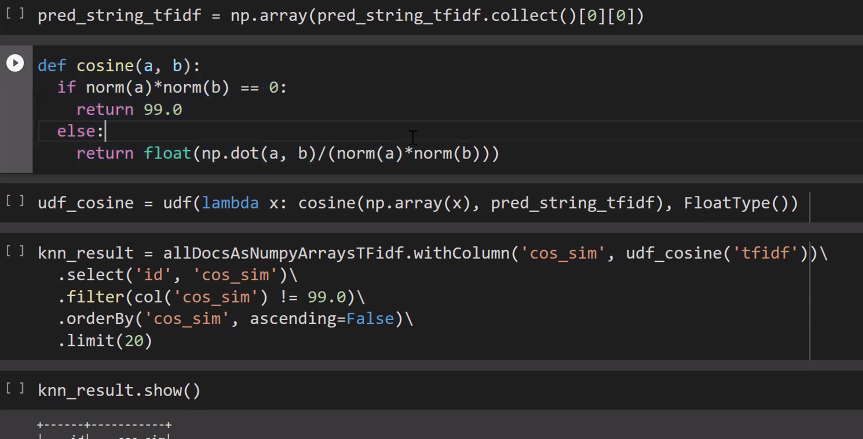 [ ] pred_string_tfidf = np.array(pred_string_tfidf.collect()[0][0])
def cosine(a, b):
  if norm(a)*norm(b) == 0:
    return 99.0
  else:
    return float(np.dot(a, b)/(norm(a)*norm(b)))
[ ] udf_cosine = udf(lambda x: cosine(np.array(x), pred_string_tfidf), FloatType())
[ ] knn_result = allDocsAsNumpyArraysTFidf.withColumn('cos_sim', udf_cosine('tfidf'))\
  .select('id', 'cos_sim')\
  .filter(col('cos_sim') != 99.0)\
  .orderBy('cos_sim', ascending=False)\
  .limit(20)
[ ] knn_result.show()
+------+-----------+
|    id|    cos_sim|